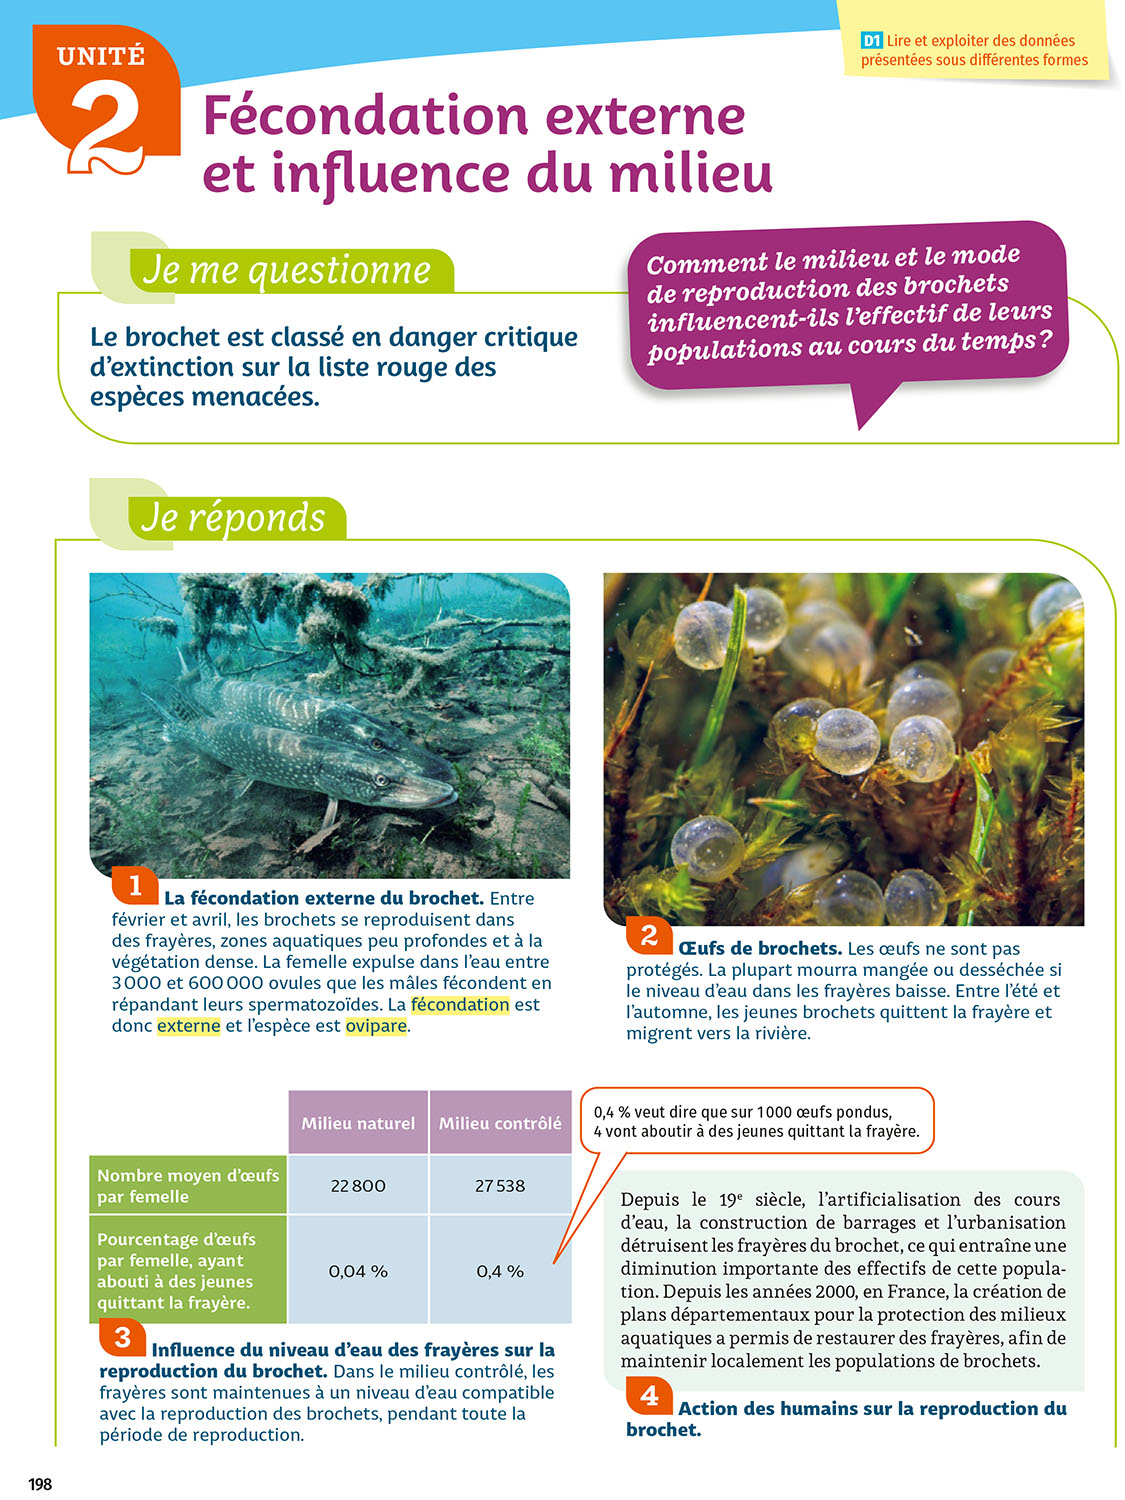 D1 Lire et exploiter des données
présentées sous différentes formes
UNITÉ
2
Fécondation externe
et influence du milieu
Je me questionne
Le brochet est classé en danger critique
d'extinction sur la liste rouge des
espèces menacées.
Comment le milieu et le mode
de reproduction des brochets
influencent-ils l'effectif de leurs
populations au cours du temps ?
Je réponds
1 La fécondation externe du brochet. Entre
février et avril, les brochets se reproduisent dans
des frayères, zones aquatiques peu profondes et à la
végétation dense. La femelle expulse dans l'eau entre
3 000 et 600 000 ovules que les mâles fécondent en
répandant leurs spermatozoïdes. La fécondation est
donc externe et l'espèce est ovipare.
2 Œufs de brochets. Les œufs ne sont pas
protégés. La plupart mourra mangée ou desséchée si
le niveau d'eau dans les frayères baisse. Entre l'été et
l'automne, les jeunes brochets quittent la frayère et
migrent vers la rivière.
Milieu naturel Milieu contrôlé
Nombre moyen d'œufs
par femelle
22 800 27 538
Pourcentage d'œufs
par femelle, ayant
abouti à des jeunes
quittant la frayère.
0,04 % 0,4 %
0,4 % veut dire que sur 1 000 œufs pondus,
4 vont aboutir à des jeunes quittant la frayère.
3 Influence du niveau d'eau des frayères sur la
reproduction du brochet. Dans le milieu contrôlé, les
frayères sont maintenues à un niveau d'eau compatible
avec la reproduction des brochets, pendant toute la
période de reproduction.
Depuis le 19e siècle, l'artificialisation des cours
d'eau, la construction de barrages et l'urbanisation
détruisent les frayères du brochet, ce qui entraîne une
diminution importante des effectifs de cette popula-
tion. Depuis les années 2000, en France, la création de
plans départementaux pour la protection des milieux
aquatiques a permis de restaurer des frayères, afin de
maintenir localement les populations de brochets.
4 Action des humains sur la reproduction du
brochet.
198